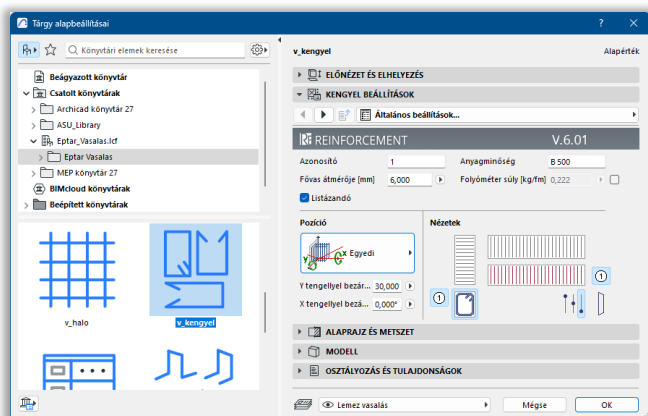 Tárgy alapbeállításai
Könyvtári elemek keresése
Beágyazott könyvtár
Csatolt könyvtárak
Archicad könyvtár 27
ASU_Library
Eptar_Vasalas.lcf
Eptar Vasalas
MEP könyvtár 27
BIMcloud könyvtárak
Beépített könyvtárak
v_halo
v_kengyel
v_kengyel
Alapérték
ELŐNÉZET ÉS ELHELYEZÉS
KENGYEL BEÁLLÍTÁSOK
Általános beállítások...
REINFORCEMENT V.6.01
Azonosító 1 Anyagminőség B 500
Fővas átmérője [mm] 6,000 Folyóméter súly [kg/fm] 0,222
Listázandó
Pozíció Nézetek
y x Egyedi
Y tengellyel bezár... 30,000
X tengellyel bezá... 0,000°
1
1
ALAPRAJZ ÉS METSZET
MODELL
OSZTÁLYOZÁS ÉS TULAJDONSÁGOK
Lemez vasalás
Mégse
OK